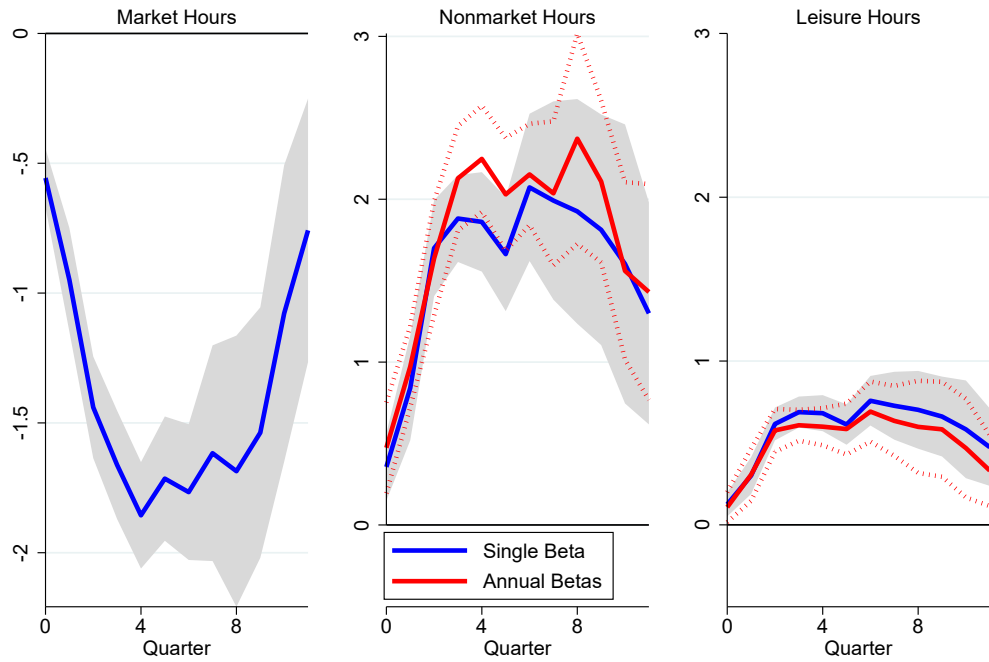 Market Hours
0
-.5
-1
-1.5
-2
0 4 8
Quarter
Nonmarket Hours
3
2
1
0
Single Beta
Annual Betas
0 4 8
Quarter
Leisure Hours
3
2
1
0
0 4 8
Quarter